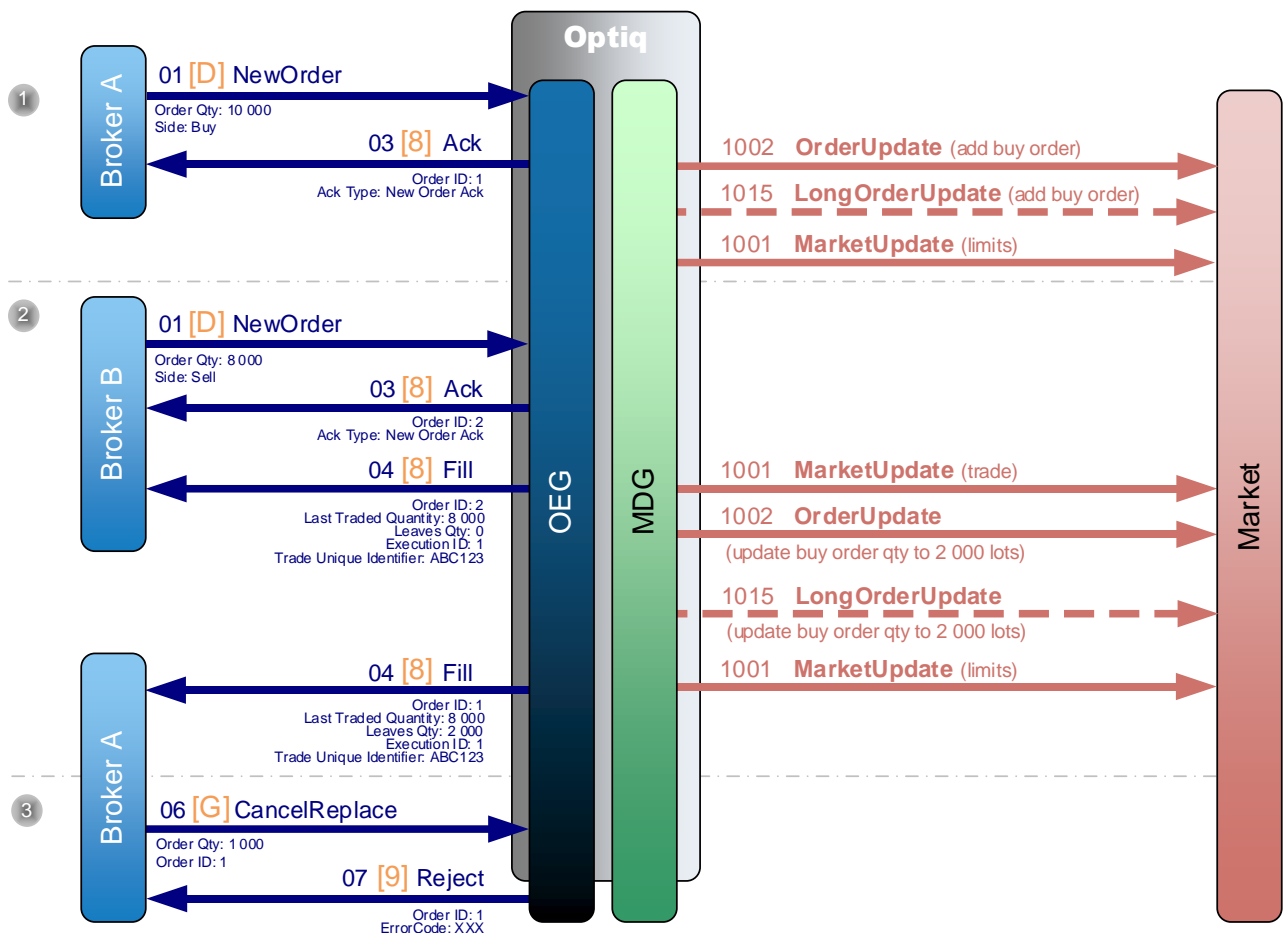 Optiq
1
Broker A
01 [D] NewOrder
Order Qty: 10 000
Side: Buy
03 [8] Ack
Order ID: 1
Ack Type: New Order Ack
1002 OrderUpdate (add buy order)
1015 LongOrderUpdate (add buy order)
1001 MarketUpdate (limits)
2
Broker B
01 [D] NewOrder
Order Qty: 8 000
Side: Sell
03 [8] Ack
Order ID: 2
Ack Type: New Order Ack
04 [8] Fill
Order ID: 2
Last Traded Quantity: 8 000
Leaves Qty: 0
Execution ID: 1
Trade Unique Identifier: ABC123
OEG
MDG
Market
1001 MarketUpdate (trade)
1002 OrderUpdate
(update buy order qty to 2 000 lots)
1015 LongOrderUpdate
(update buy order qty to 2 000 lots)
1001 MarketUpdate (limits)
Broker A
04 [8] Fill
Order ID: 1
Last Traded Quantity: 8 000
Leaves Qty: 2 000
Execution ID: 1
Trade Unique Identifier: ABC123
3
06 [G] CancelReplace
Order Qty: 1 000
Order ID: 1
07 [9] Reject
Order ID: 1
ErrorCode: XXX